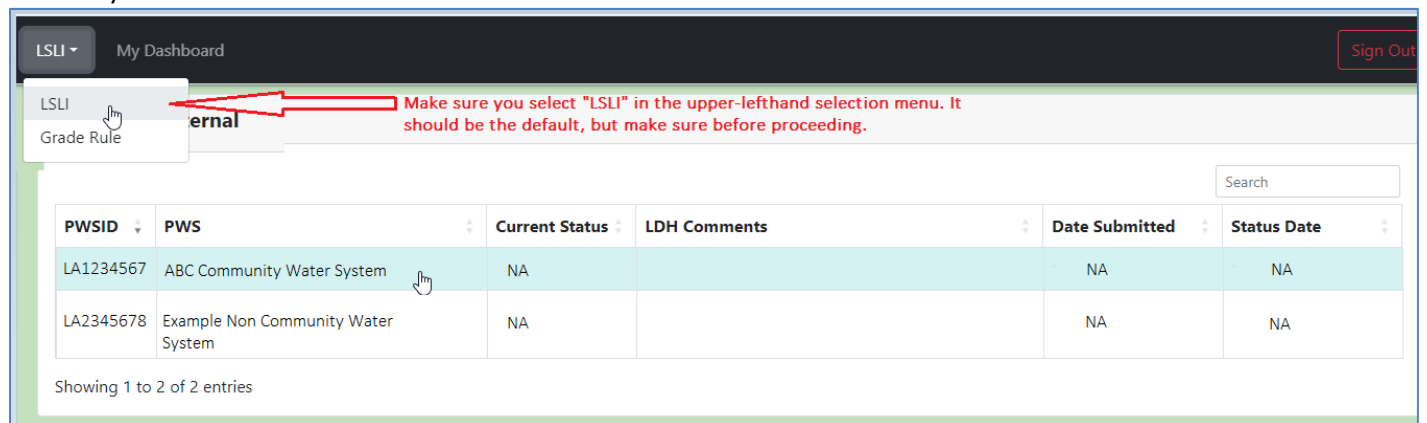 LSLI My Dashboard Sign Out
LSLI
Grade Rule
ernal
Make sure you select "LSLI" in the upper-lefthand selection menu. It
should be the default, but make sure before proceeding.
Search
PWSID PWS Current Status LDH Comments Date Submitted Status Date
LA1234567 ABC Community Water System NA NA NA
LA2345678 Example Non Community Water NA NA NA
System
Showing 1 to 2 of 2 entries